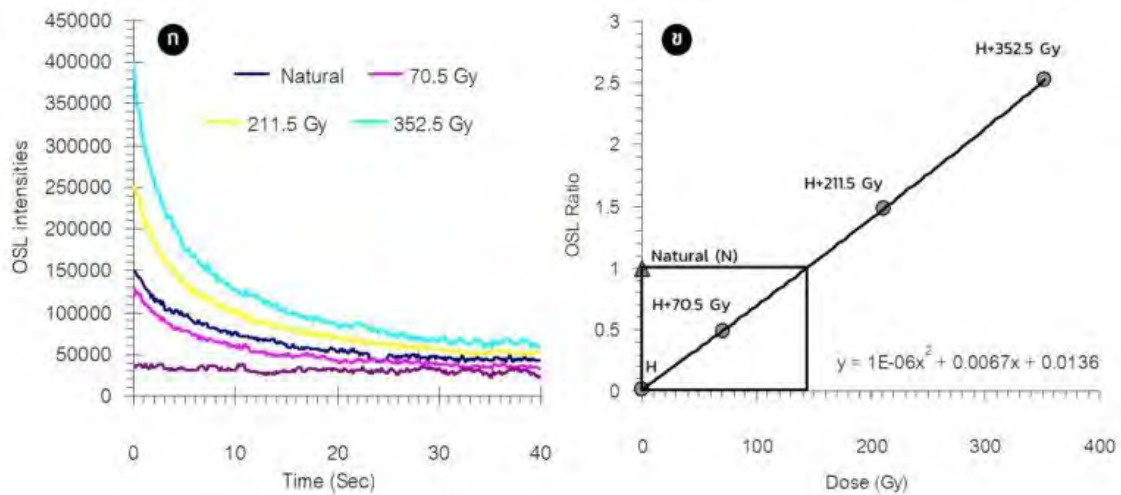 ก
OSL intensities
450000
400000
350000
300000
250000
200000
150000
100000
50000
0
Natural
70.5 Gy
211.5 Gy
352.5 Gy
0 10 20 30 40
Time (Sec)
ข
OSL Ratio
3
2.5
2
1.5
1
0.5
0
H+352.5 Gy
H+211.5 Gy
Natural (N)
H+70.5 Gy
H
y = 1E-06x² + 0.0067x + 0.0136
0 100 200 300 400
Dose (Gy)